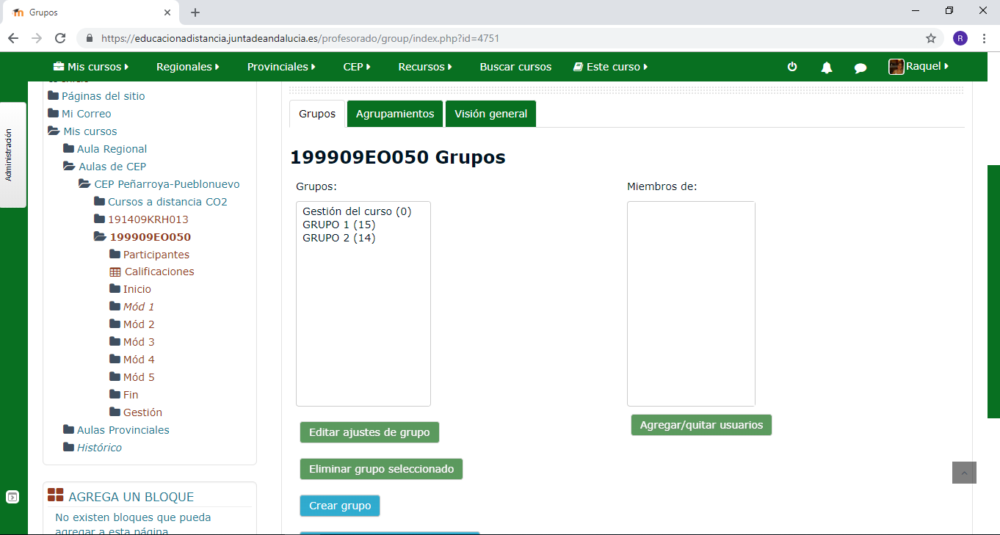 Grupos
https://educacionadistancia.juntadeandalucia.es/profesorado/group/index.php?id=4751
R
Mis cursos
Regionales
Provinciales
CEP
Recursos
Buscar cursos
Este curso
Raquel
Administración
Páginas del sitio
Mi Correo
Mis cursos
Aula Regional
Aulas de CEP
CEP Peñarroya-Pueblonuevo
Cursos a distancia CO2
191409KRH013
199909EO050
Participantes
Calificaciones
Inicio
Mód 1
Mód 2
Mód 3
Mód 4
Mód 5
Fin
Gestión
Aulas Provinciales
Histórico
AGREGA UN BLOQUE
No existen bloques que pueda
agregar a esta página.
Grupos
Agrupamientos
Visión general
199909EO050 Grupos
Grupos:
Gestión del curso (0)
GRUPO 1 (15)
GRUPO 2 (14)
Editar ajustes de grupo
Eliminar grupo seleccionado
Crear grupo
Miembros de:
Agregar/quitar usuarios